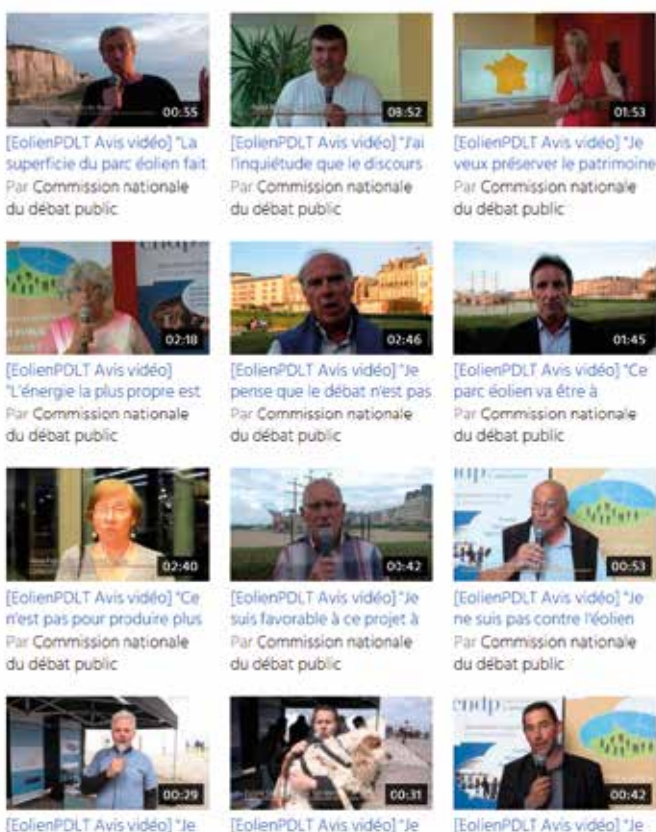 00:55
08:52
01:53
[EolienPDLT Avis vidéo] "La
superficie du parc éolien fait
Par Commission nationale
du débat public
[EolienPDLT Avis vidéo] "J'ai
l'inquiétude que le discours
Par Commission nationale
du débat public
[EolienPDLT Avis vidéo] "Je
veux préserver le patrimoine
Par Commission nationale
du débat public
cndp
02:18
02:46
01:45
[EolienPDLT Avis vidéo]
"L'énergie la plus propre est
Par Commission nationale
du débat public
[EolienPDLT Avis vidéo] "Je
pense que le débat n'est pas
Par Commission nationale
du débat public
[EolienPDLT Avis vidéo] "Ce
parc éolien va être à
Par Commission nationale
du débat public
02:40
00:42
cndp
00:53
[EolienPDLT Avis vidéo] "Ce
n'est pas pour produire plus
Par Commission nationale
du débat public
[EolienPDLT Avis vidéo] "Je
suis favorable à ce projet à
Par Commission nationale
du débat public
[EolienPDLT Avis vidéo] "Je
ne suis pas contre l'éolien
Par Commission nationale
du débat public
00:29
00:31
cndp
00:42
[EolienPDLT Avis vidéo] "Je
[EolienPDLT Avis vidéo] "Je
[EolienPDLT Avis vidéo] "Je